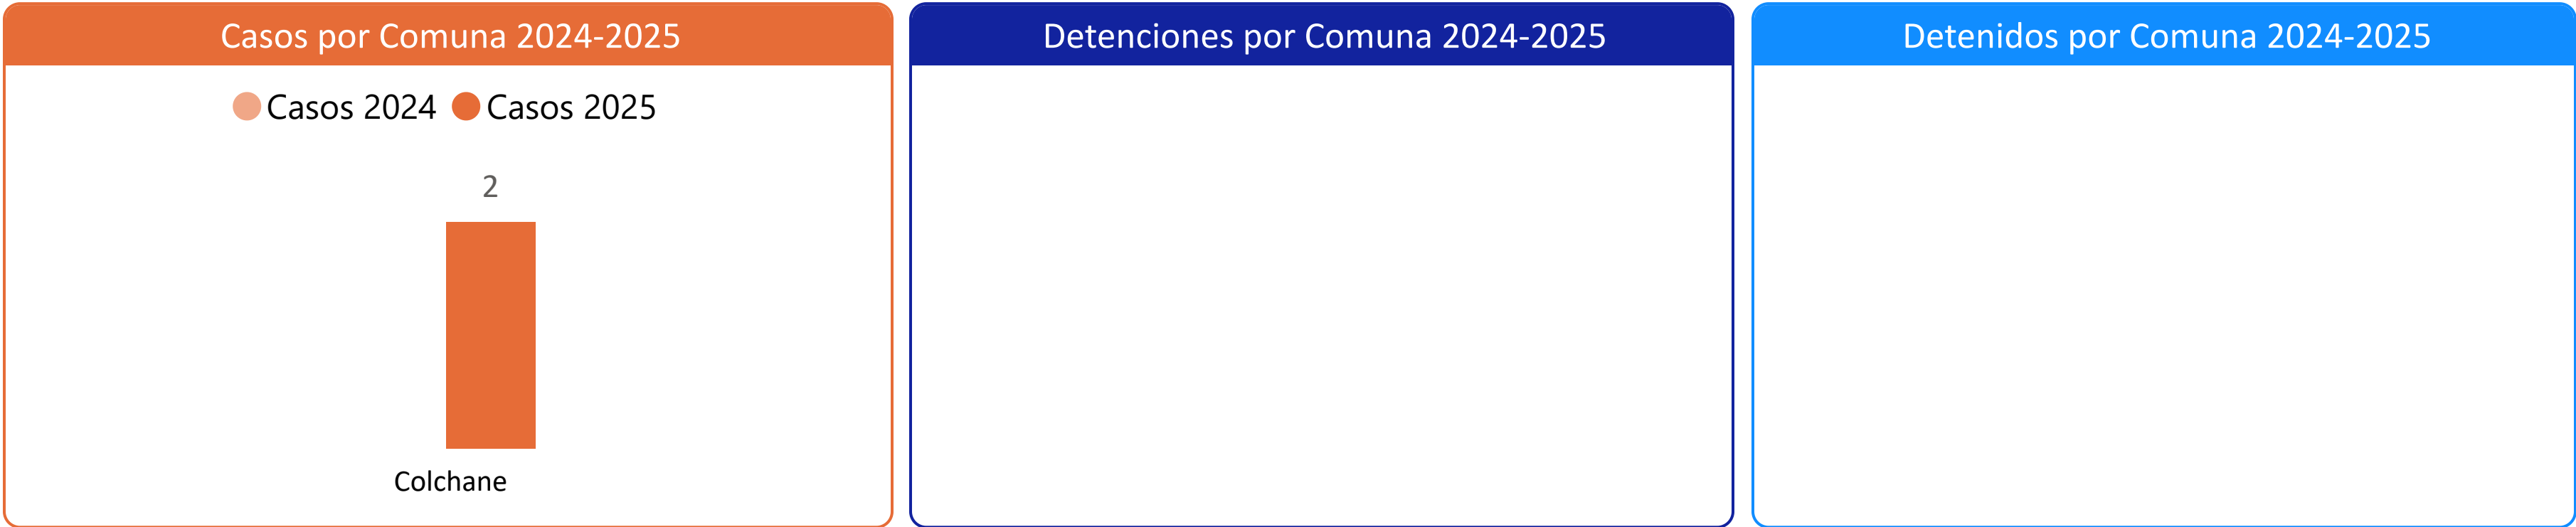 Casos por Comuna 2024-2025
Casos 2024 Casos 2025
2
Colchane
Detenciones por Comuna 2024-2025
Detenidos por Comuna 2024-2025